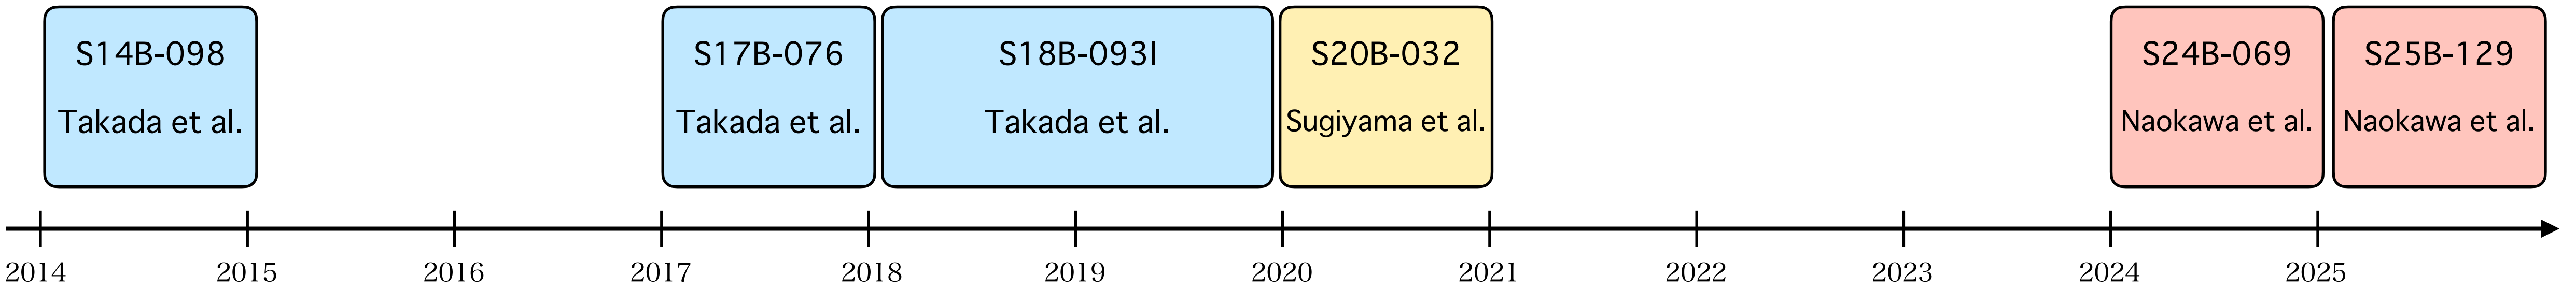 S14B-098
Takada et al.
S17B-076
Takada et al.
S18B-093I
Takada et al.
S20B-032
Sugiyama et al.
S24B-069
Naokawa et al.
S25B-129
Naokawa et al.
2014 2015 2016 2017 2018 2019 2020 2021 2022 2023 2024 2025